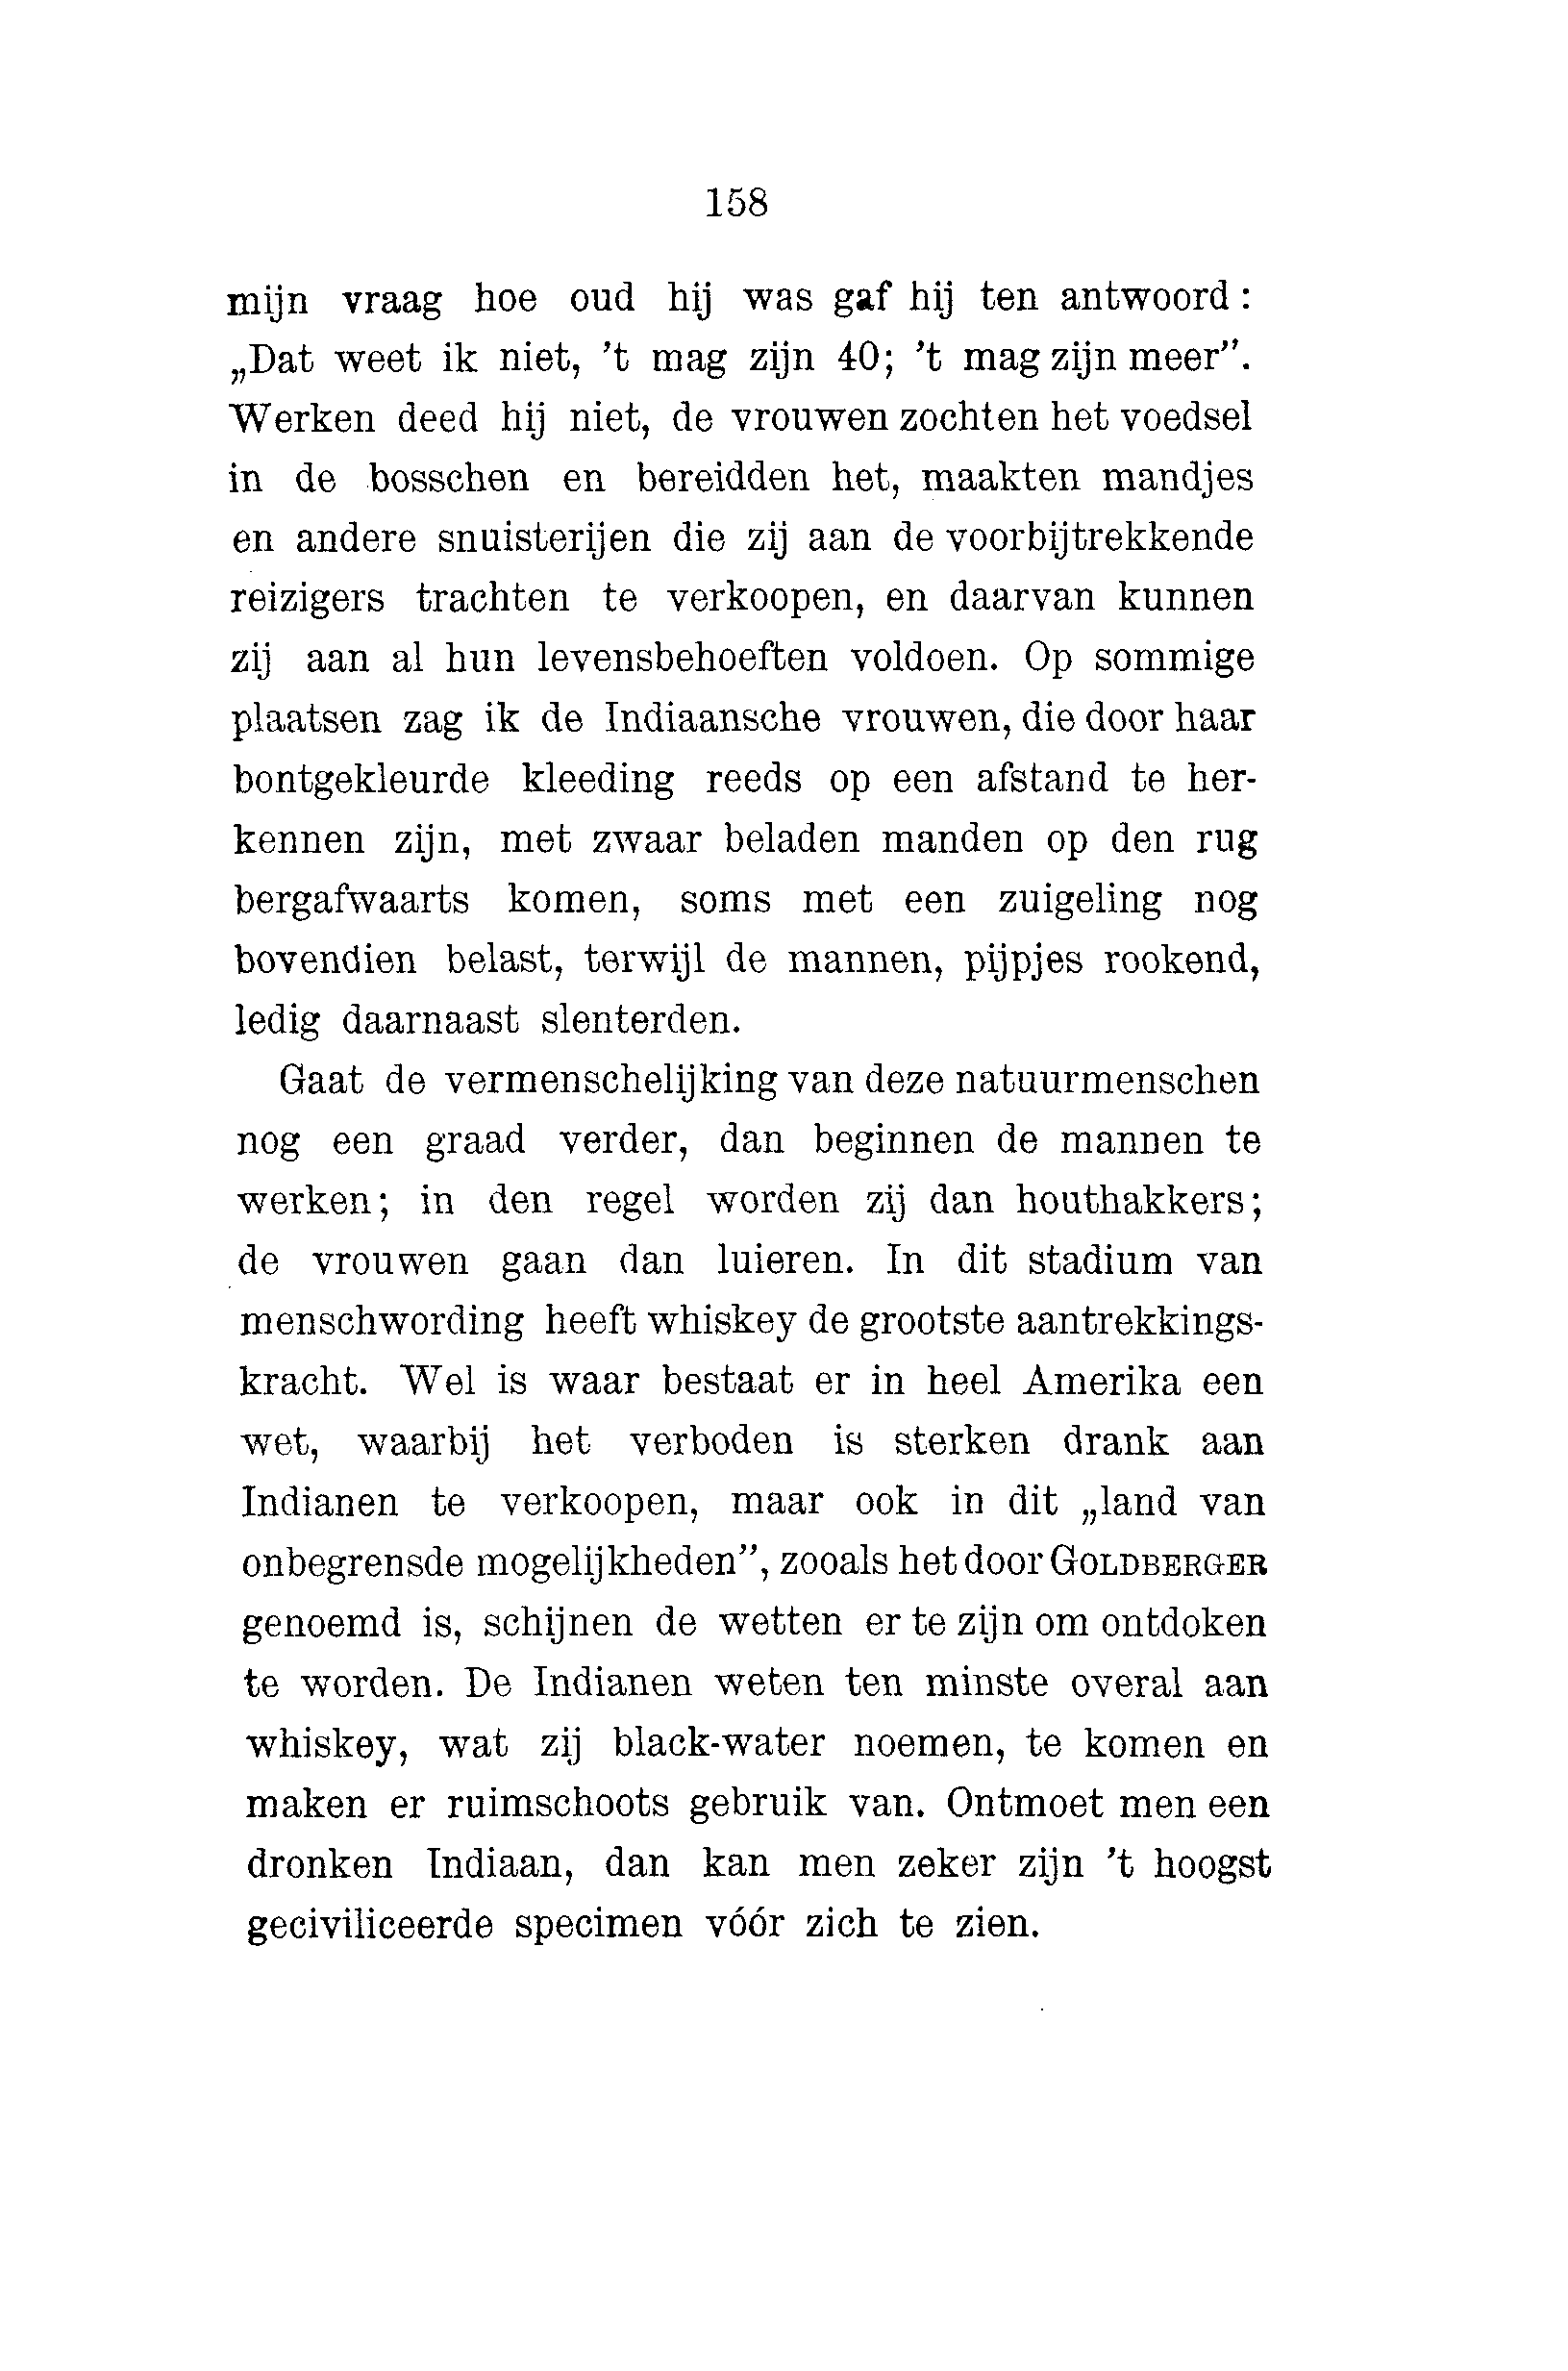 158
mijn vraag hoe oud hij was gaf hij ten antwoord:
„Dat weet ik niet, 't mag zijn 40; 't mag zijn meer”.
Werken deed hij niet, de vrouwen zochten het voedsel
in de bosschen en bereidden het, maakten mandjes
en andere snuisterijen die zij aan de voorbijtrekkende
reizigers trachten te verkoopen, en daarvan kunnen
zij aan al hun levensbehoeften voldoen. Op sommige
plaatsen zag ik de Indiaansche vrouwen, die door haar
bontgekleurde kleeding reeds op een afstand te her-
kennen zijn, met zwaar beladen manden op den rug
bergafwaarts komen, soms met een zuigeling nog
bovendien belast, terwijl de mannen, pijpjes rookend,
ledig daarnaast slenterden.
Gaat de vermenschelijking van deze natuurmenschen
nog een graad verder, dan beginnen de mannen te
werken; in den regel worden zij dan houthakkers;
de vrouwen gaan dan luieren. In dit stadium van
menschwording heeft whiskey de grootste aantrekkings-
kracht. Wel is waar bestaat er in heel Amerika een
wet, waarbij het verboden is sterken drank aan
Indianen te verkoopen, maar ook in dit „land van
onbegrensde mogelijkheden”, zooals het door GOLDBERGER
genoemd is, schijnen de wetten er te zijn om ontdoken
te worden. De Indianen weten ten minste overal aan
whiskey, wat zij black-water noemen, te komen en
maken er ruimschoots gebruik van. Ontmoet men een
dronken Indiaan, dan kan men zeker zijn 't hoogst
geciviliceerde specimen vóór zich te zien.